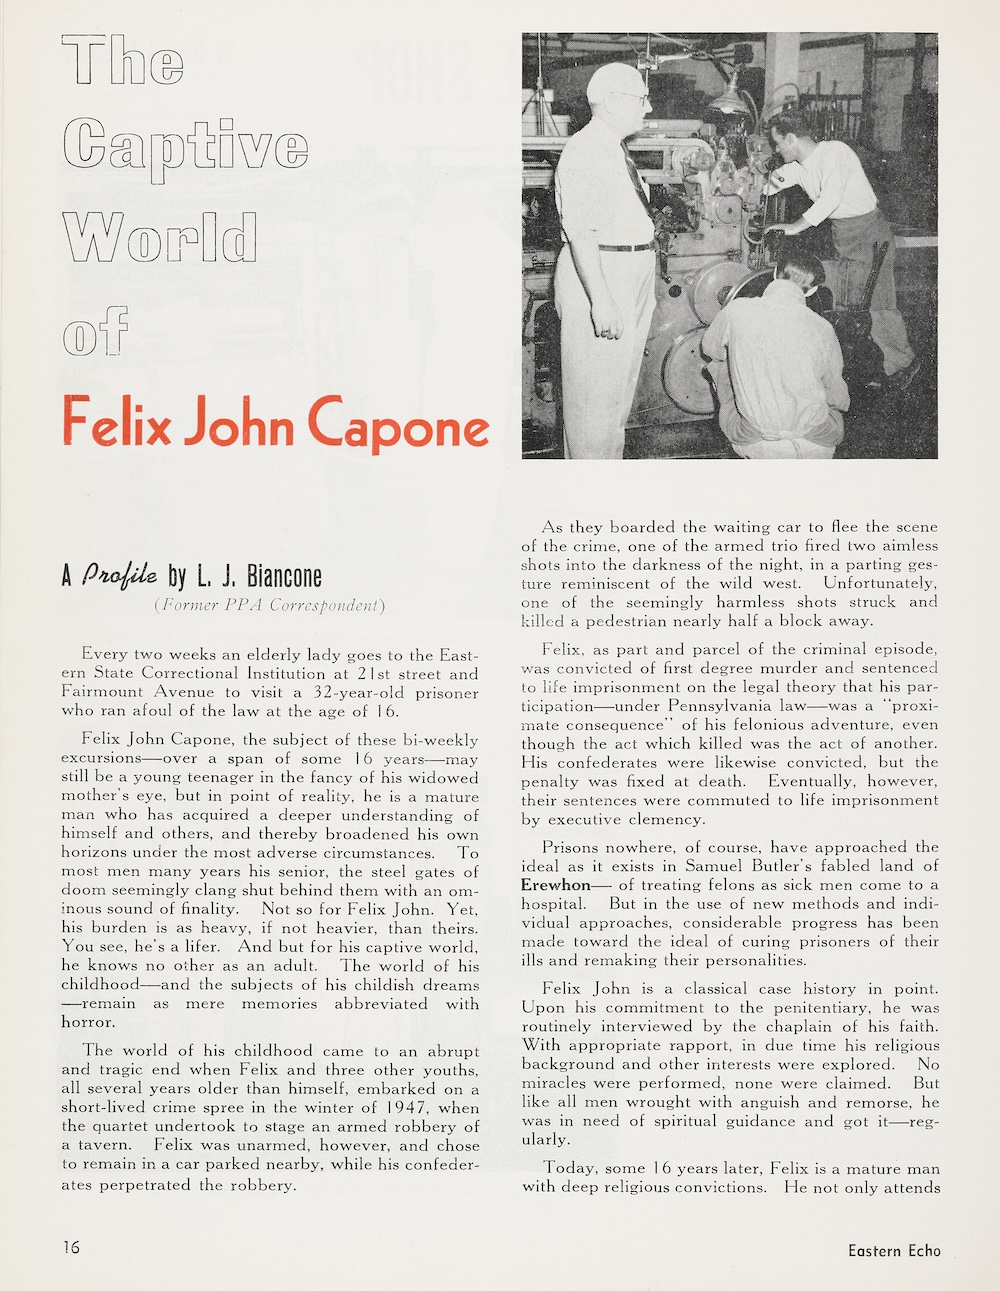 The
Captive
World
of
Felix John Capone
A Profile by L. J. Biancone
(Former PPA Correspondent)
Every two weeks an elderly lady goes to the East-
ern State Correctional Institution at 21st street and
Fairmount Avenue to visit a 32-year-old prisoner
who ran afoul of the law at the age of 16.
Felix John Capone, the subject of these bi-weekly
excursions—over a span of some 16 years—may
still be a young teenager in the fancy of his widowed
mother's eye, but in point of reality, he is a mature
man who has acquired a deeper understanding of
himself and others, and thereby broadened his own
horizons under the most adverse circumstances. To
most men many years his senior, the steel gates of
doom seemingly clang shut behind them with an om-
inous sound of finality. Not so for Felix John. Yet,
his burden is as heavy, if not heavier, than theirs.
You see, he's a lifer. And but for his captive world,
he knows no other as an adult. The world of his
childhood—and the subjects of his childish dreams
—remain as mere memories abbreviated with
horror.
The world of his childhood came to an abrupt
and tragic end when Felix and three other youths,
all several years older than himself, embarked on a
short-lived crime spree in the winter of 1947, when
the quartet undertook to stage an armed robbery of
a tavern. Felix was unarmed, however, and chose
to remain in a car parked nearby, while his confeder-
ates perpetrated the robbery.
As they boarded the waiting car to flee the scene
of the crime, one of the armed trio fired two aimless
shots into the darkness of the night, in a parting ges-
ture reminiscent of the wild west. Unfortunately,
one of the seemingly harmless shots struck and
killed a pedestrian nearly half a block away.
Felix, as part and parcel of the criminal episode,
was convicted of first degree murder and sentenced
to life imprisonment on the legal theory that his par-
ticipation—under Pennsylvania law—was a "proxi-
mate consequence" of his felonious adventure, even
though the act which killed was the act of another.
His confederates were likewise convicted, but the
penalty was fixed at death. Eventually, however,
their sentences were commuted to life imprisonment
by executive clemency.
Prisons nowhere, of course, have approached the
ideal as it exists in Samuel Butler's fabled land of
Erewhon— of treating felons as sick men come to a
hospital. But in the use of new methods and indi-
vidual approaches, considerable progress has been
made toward the ideal of curing prisoners of their
ills and remaking their personalities.
Felix John is a classical case history in point.
Upon his commitment to the penitentiary, he was
routinely interviewed by the chaplain of his faith.
With appropriate rapport, in due time his religious
background and other interests were explored. No
miracles were performed, none were claimed. But
like all men wrought with anguish and remorse, he
was in need of spiritual guidance and got it—reg-
ularly.
Today, some 16 years later, Felix is a mature man
with deep religious convictions. He not only attends
16
Eastern Echo